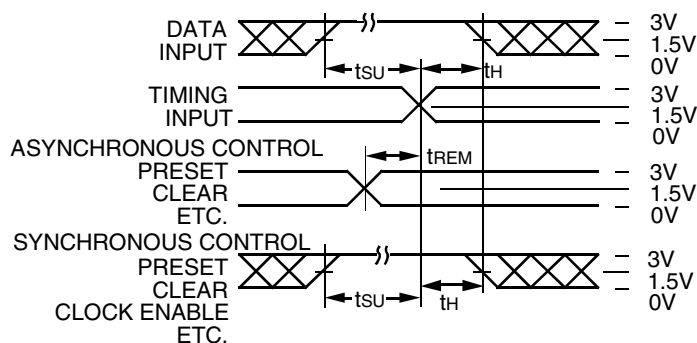 DATA
INPUT
tSU
tH
3V
1.5V
0V
TIMING
INPUT
3V
1.5V
0V
ASYNCHRONOUS CONTROL
tREM
PRESET
CLEAR
ETC.
3V
1.5V
0V
SYNCHRONOUS CONTROL
PRESET
CLEAR
CLOCK ENABLE
ETC.
tSU
tH
3V
1.5V
0V